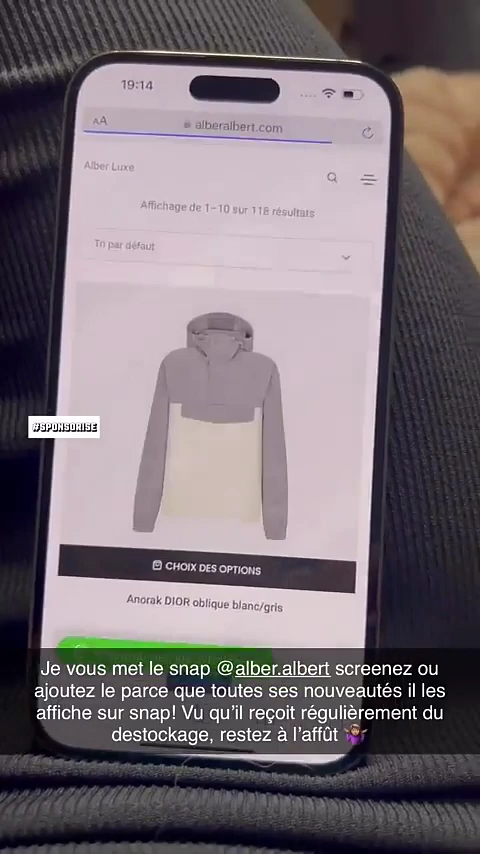 19:14
AA
alberalbert.com
Alber Luxe
Affichage de 1–10 sur 118 résultats
Tri par défaut
#SPONSORISE
CHOIX DES OPTIONS
Anorak DIOR oblique blanc/gris
Je vous met le snap @alber.albert screenez ou
ajoutez le parce que toutes ses nouveautés il les
affiche sur snap! Vu qu’il reçoit régulièrement du
destockage, restez à l’affût 🤷🏽‍♀️